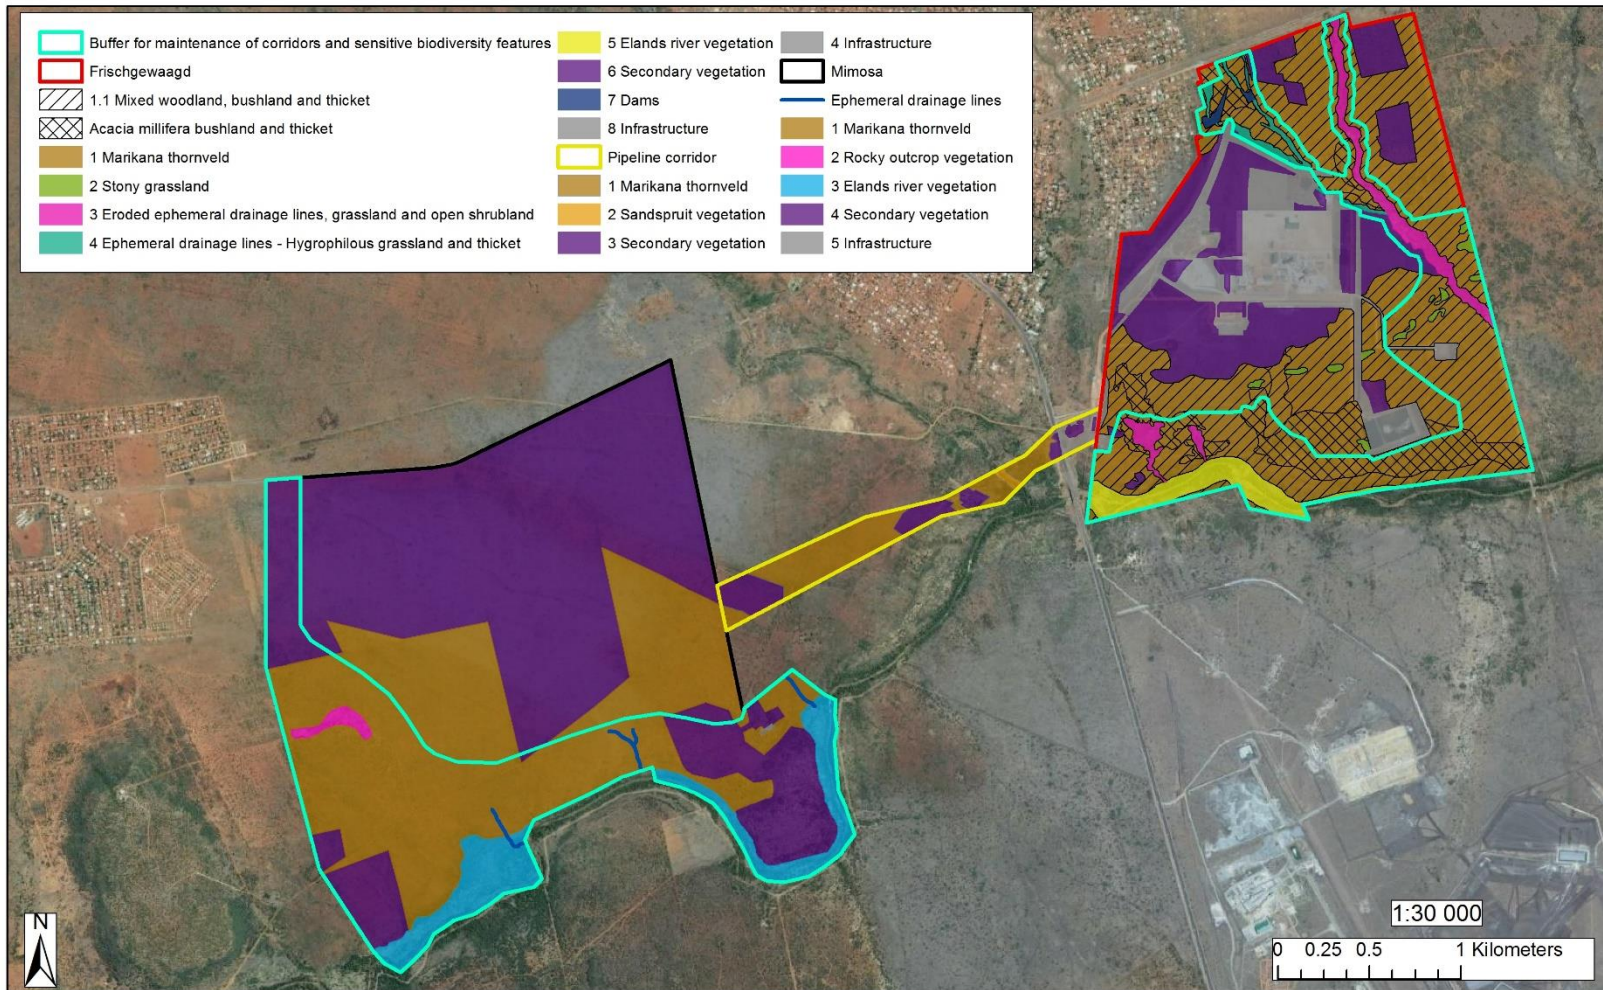 Buffer for maintenance of corridors and sensitive biodiversity features
Frischgewaagd
1.1 Mixed woodland, bushland and thicket
Acacia millifera bushland and thicket
1 Marikana thornveld
2 Stony grassland
3 Eroded ephemeral drainage lines, grassland and open shrubland
4 Ephemeral drainage lines - Hygrophilous grassland and thicket
5 Elands river vegetation
6 Secondary vegetation
7 Dams
8 Infrastructure
Pipeline corridor
1 Marikana thornveld
2 Sandspruit vegetation
3 Secondary vegetation
4 Infrastructure
Mimosa
Ephemeral drainage lines
1 Marikana thornveld
2 Rocky outcrop vegetation
3 Elands river vegetation
4 Secondary vegetation
5 Infrastructure
N
1:30 000
0 0.25 0.5 1 Kilometers